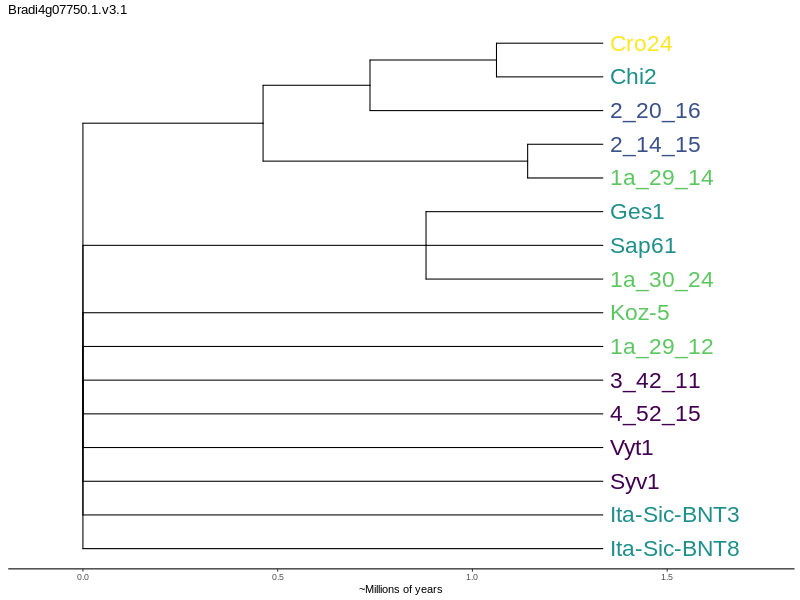 Bradi4g07750.1.v3.1
Cro24
Chi2
2_20_16
2_14_15
1a_29_14
Ges1
Sap61
1a_30_24
Koz-5
1a_29_12
3_42_11
4_52_15
Vyt1
Syv1
Ita-Sic-BNT3
Ita-Sic-BNT8
0.0 0.5 1.0 1.5
~Millions of years